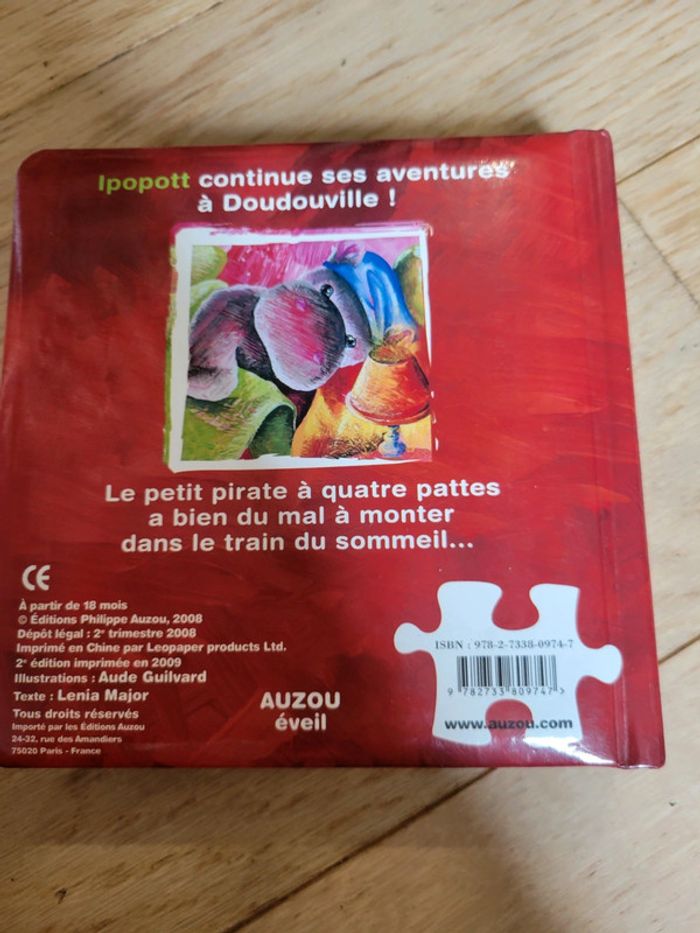 Ipopott continue ses aventures
à Doudouville !
Le petit pirate à quatre pattes
a bien du mal à monter
dans le train du sommeil...
CE
À partir de 18 mois
© Éditions Philippe Auzou, 2008
Dépôt légal : 2e trimestre 2008
Imprimé en Chine par Leopaper products Ltd.
2e édition imprimée en 2009
Illustrations : Aude Guilvard
Texte : Lenia Major
Tous droits réservés
Importé par les Éditions Auzou
24-32, rue des Amandiers
75020 Paris - France
AUZOU
éveil
ISBN : 978-2-7338-0974-7
9 782733 809747 >
www.auzou.com